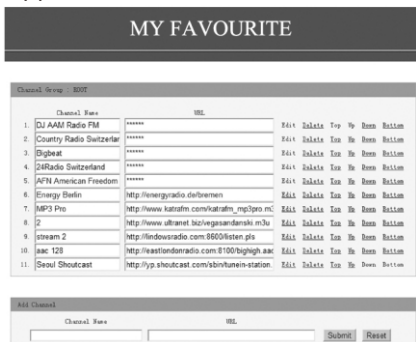 MY FAVOURITE
Channel Group : ROOT
Channel Name URL
1. DJ AAM Radio FM ****** Edit Delete Top Up Down Bottom
2. Country Radio Switzerlar ****** Edit Delete Top Up Down Bottom
3. Bigbeat ****** Edit Delete Top Up Down Bottom
4. 24Radio Switzerland ****** Edit Delete Top Up Down Bottom
5. AFN American Freedom ****** Edit Delete Top Up Down Bottom
6. Energy Berlin http://energyradio.de/bremen Edit Delete Top Up Down Bottom
7. MP3 Pro http://www.katrafm.com/katrafm_mp3pro.m3 Edit Delete Top Up Down Bottom
8. 2 http://www.ultranet.biz/vegasandanski.m3u Edit Delete Top Up Down Bottom
9. stream 2 http://lindowsradio.com:8600/listen.pls Edit Delete Top Up Down Bottom
10. aac 128 http://eastlondonradio.com:8100/bighigh.aac Edit Delete Top Up Down Bottom
11. Seoul Shoutcast http://yp.shoutcast.com/sbin/tunein-station. Edit Delete Top Up Down Bottom
Add Channel
Channel Name URL
Submit Reset